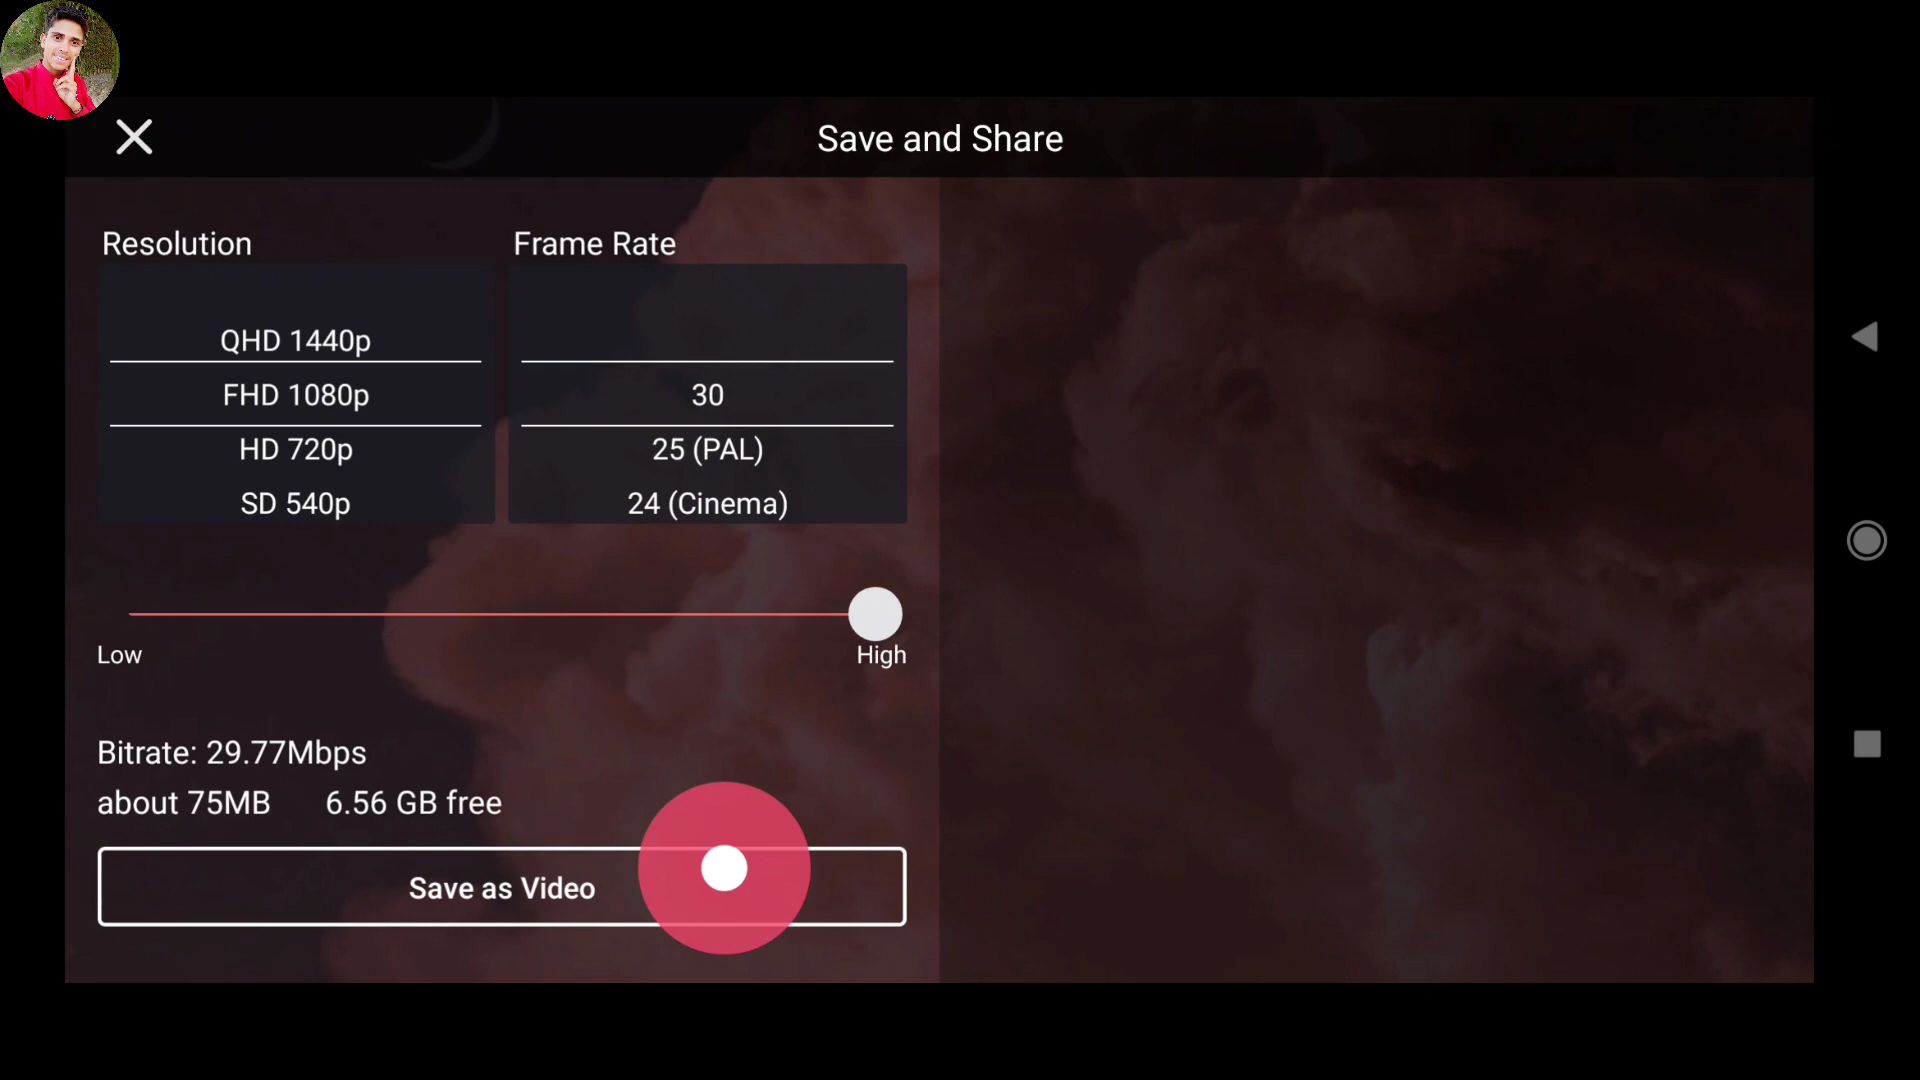 Save and Share
Resolution
Frame Rate
QHD 1440p
FHD 1080p
HD 720p
SD 540p
30
25 (PAL)
24 (Cinema)
Low
High
Bitrate: 29.77Mbps
about 75MB 6.56 GB free
Save as Video